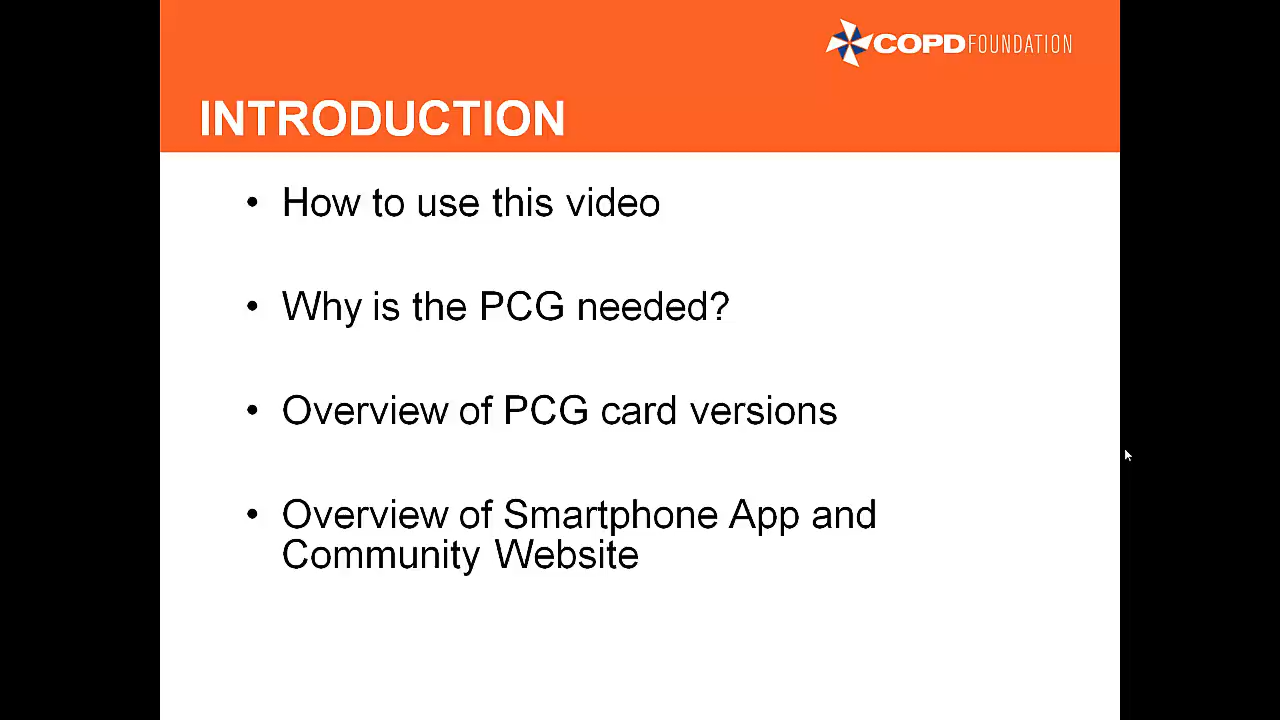 COPD FOUNDATION
INTRODUCTION
• How to use this video
• Why is the PCG needed?
• Overview of PCG card versions
• Overview of Smartphone App and
Community Website